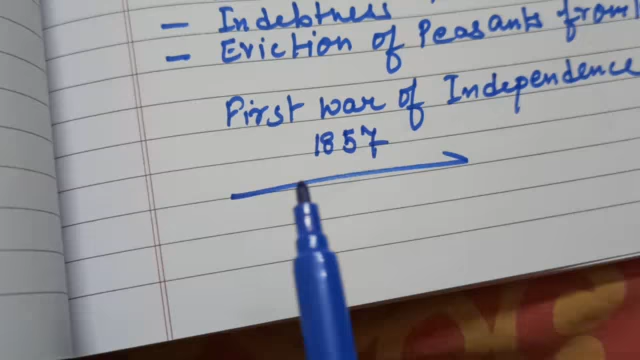 - Indebtness
- Eviction of Peasants from
First war of Independence
1857